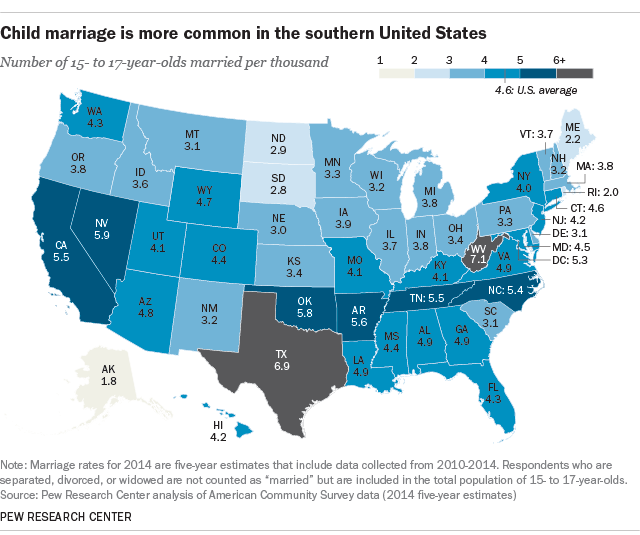 Child marriage is more common in the southern United States
Number of 15- to 17-year-olds married per thousand
1 2 3 4 5 6+
4.6: U.S. average
WA
4.3
MT
3.1
ND
2.9
ME
2.2
VT: 3.7
NH
3.2
MA: 3.8
OR
3.8
ID
3.6
SD
2.8
MN
3.3
WI
3.2
MI
3.8
NY
4.0
RI: 2.0
CT: 4.6
WY
4.7
NJ: 4.2
PA
3.3
DE: 3.1
MD: 4.5
DC: 5.3
NE
3.0
IA
3.9
IL
3.7
IN
3.8
OH
3.4
NV
5.9
UT
4.1
CO
4.4
CA
5.5
KS
3.4
MO
4.1
KY
4.1
WV
7.1
VA
4.9
AZ
4.8
NM
3.2
OK
5.8
AR
5.6
TN: 5.5
NC: 5.4
SC
3.1
TX
6.9
LA
4.9
MS
4.4
AL
4.9
GA
4.9
FL
4.3
AK
1.8
HI
4.2
Note: Marriage rates for 2014 are five-year estimates that include data collected from 2010-2014. Respondents who are
separated, divorced, or widowed are not counted as “married” but are included in the total population of 15- to 17-year-olds.
Source: Pew Research Center analysis of American Community Survey data (2014 five-year estimates)
PEW RESEARCH CENTER